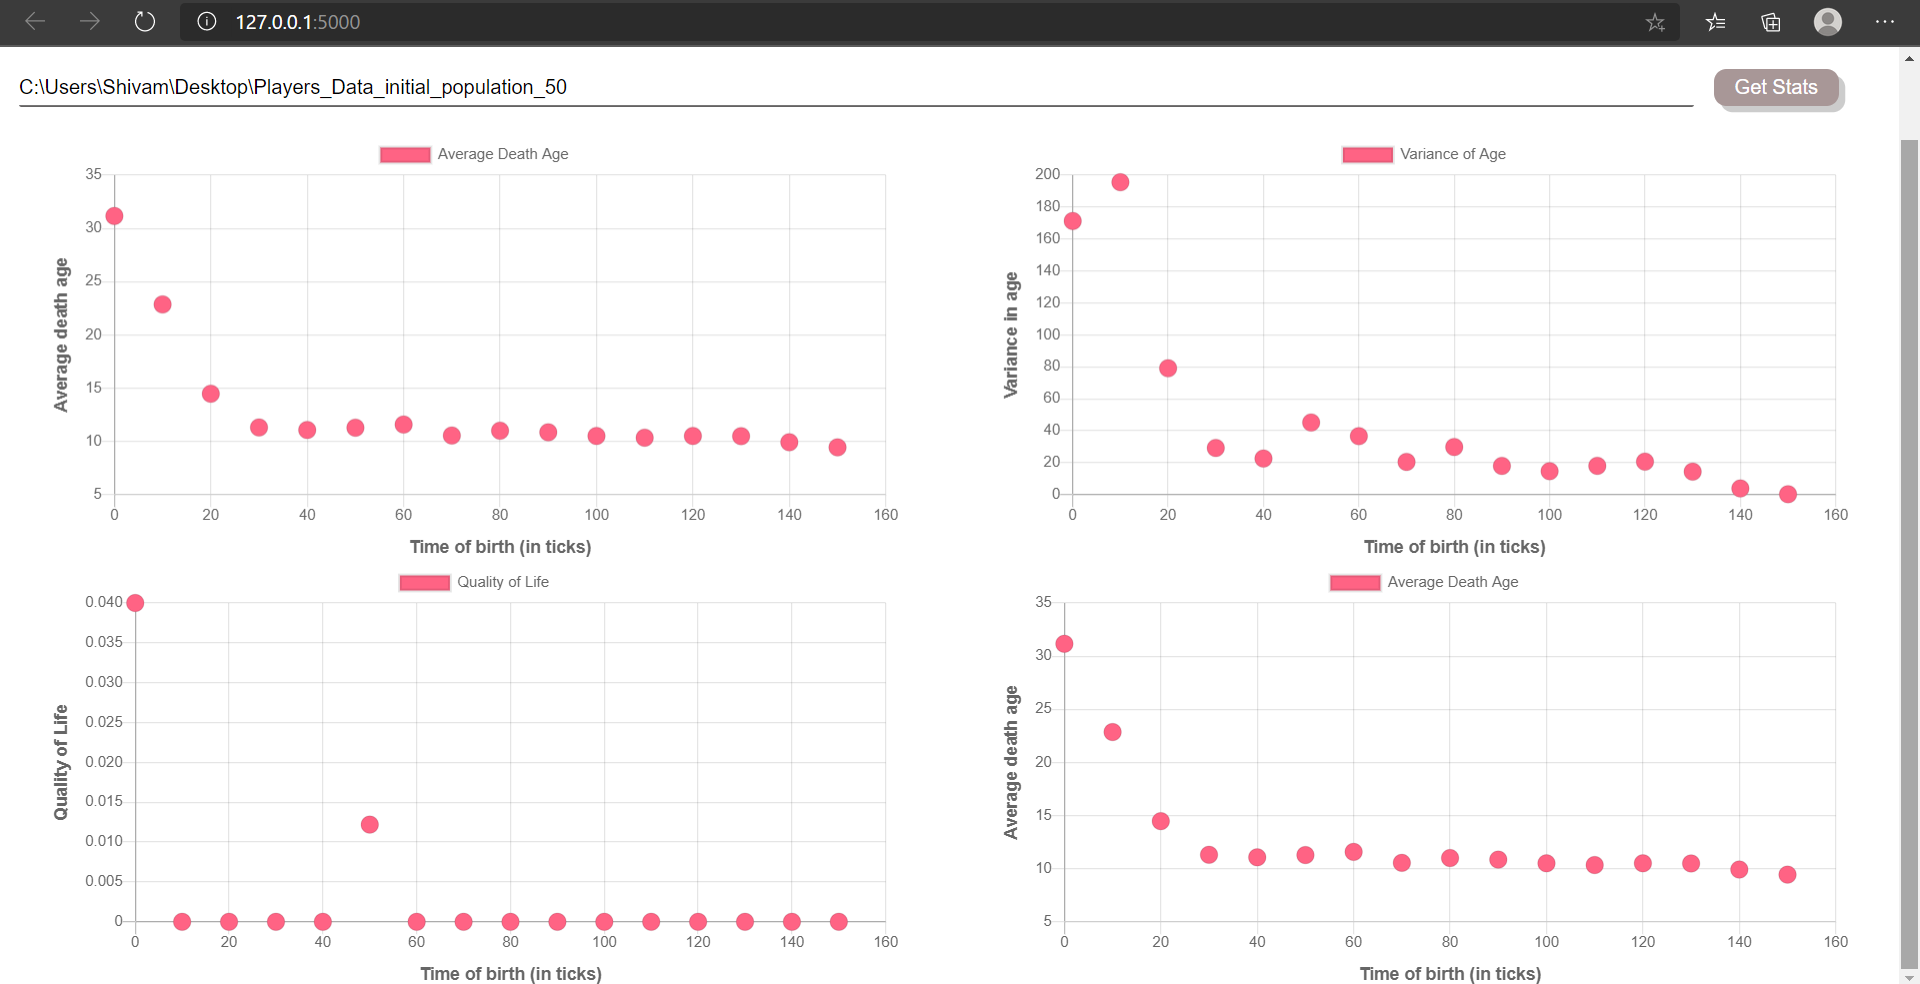 127.0.0.1:5000
C:\Users\Shivam\Desktop\Players_Data_initial_population_50
Get Stats
Average Death Age
35
30
25
20
15
10
5
Average death age
0 20 40 60 80 100 120 140 160
Time of birth (in ticks)
Variance of Age
200
180
160
140
120
100
80
60
40
20
0
Variance in age
0 20 40 60 80 100 120 140 160
Time of birth (in ticks)
Quality of Life
0.040
0.035
0.030
0.025
0.020
0.015
0.010
0.005
0
Quality of Life
0 20 40 60 80 100 120 140 160
Time of birth (in ticks)
Average Death Age
35
30
25
20
15
10
5
Average death age
0 20 40 60 80 100 120 140 160
Time of birth (in ticks)